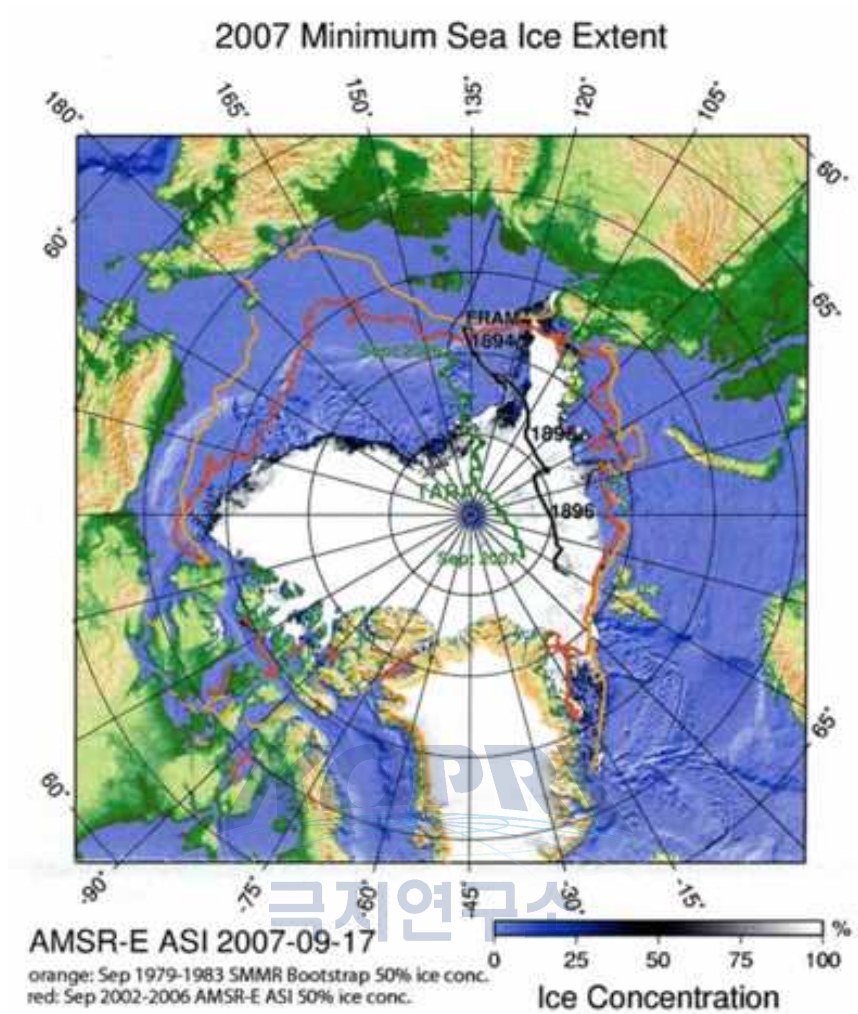 2007 Minimum Sea Ice Extent
180° 165° 150° 135° 120° 105°
60°
60°
65°
FRAM
1894
1896
TARA
Sep. 2007
65°
60°
-90° -75° -60° -45° -30° -15°
극지연구소
AMSR-E ASI 2007-09-17
orange: Sep 1979-1983 SMMR Bootstrap 50% ice conc.
red: Sep 2002-2006 AMSR-E ASI 50% ice conc.
%
0 25 50 75 100
Ice Concentration